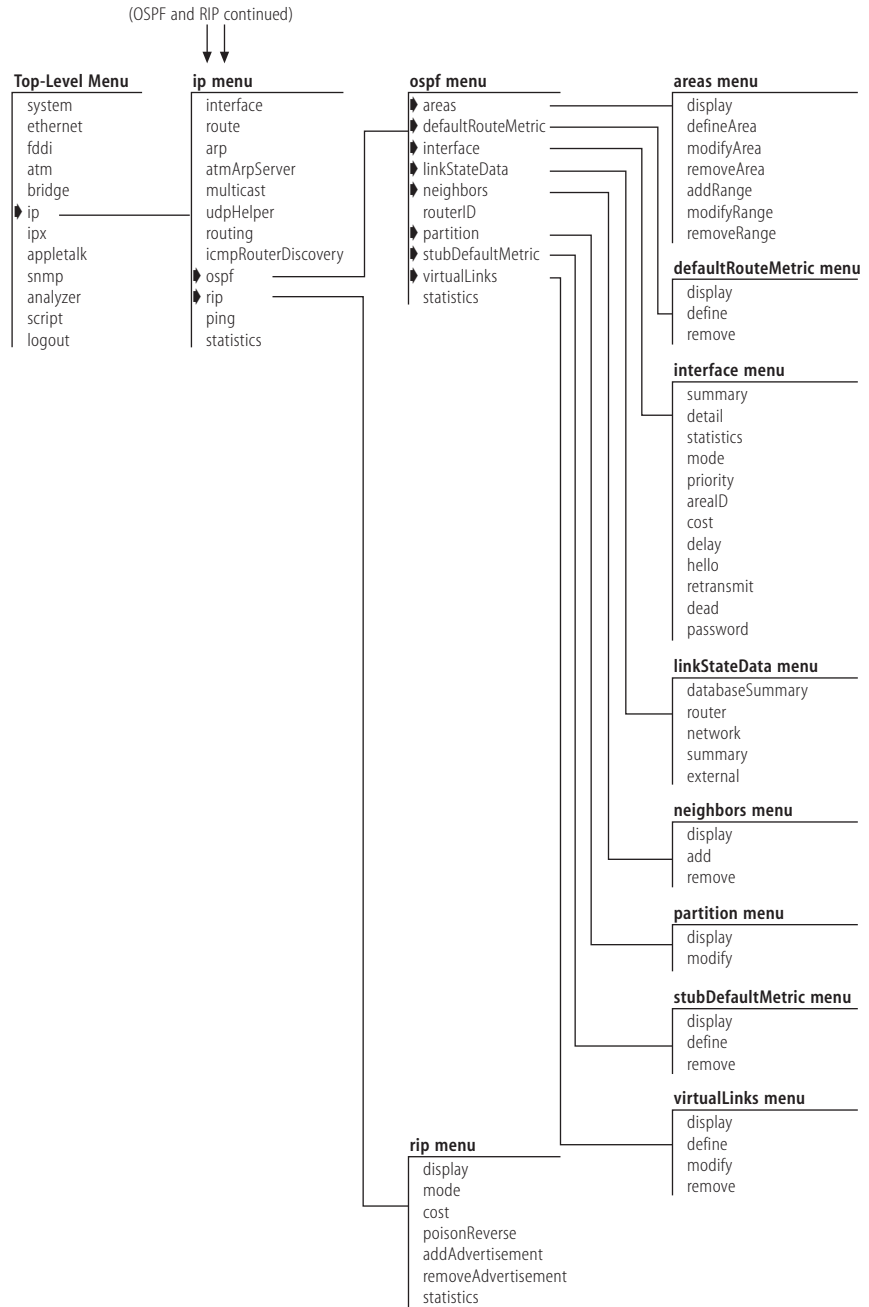 (OSPF and RIP continued)
Top-Level Menu
system
ethernet
fddi
atm
bridge
ip
ipx
appletalk
snmp
analyzer
script
logout
ip menu
interface
route
arp
atmArpServer
multicast
udpHelper
routing
icmpRouterDiscovery
ospf
rip
ping
statistics
ospf menu
areas
defaultRouteMetric
interface
linkStateData
neighbors
routerID
partition
stubDefaultMetric
virtualLinks
statistics
areas menu
display
defineArea
modifyArea
removeArea
addRange
modifyRange
removeRange
defaultRouteMetric menu
display
define
remove
interface menu
summary
detail
statistics
mode
priority
areaID
cost
delay
hello
retransmit
dead
password
linkStateData menu
databaseSummary
router
network
summary
external
neighbors menu
display
add
remove
partition menu
display
modify
stubDefaultMetric menu
display
define
remove
virtualLinks menu
display
define
modify
remove
rip menu
display
mode
cost
poisonReverse
addAdvertisement
removeAdvertisement
statistics